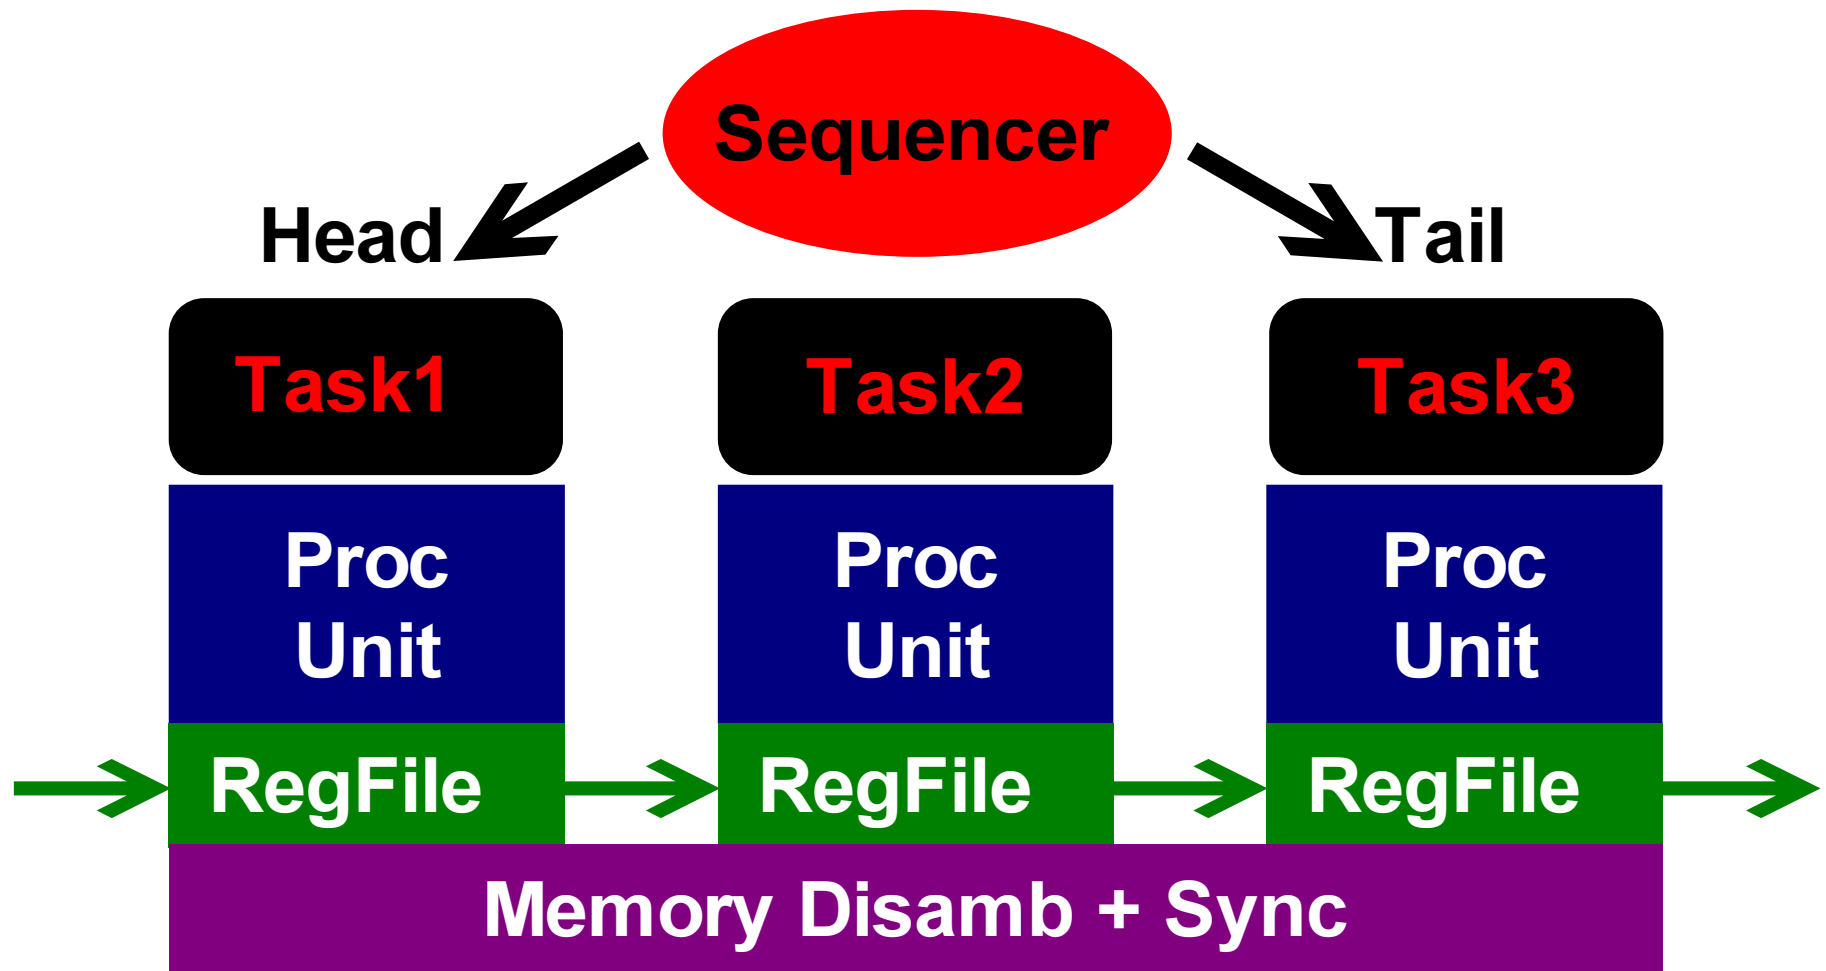 Sequencer
Head
Tail
Task1
Task2
Task3
Proc
Unit
Proc
Unit
Proc
Unit
RegFile
RegFile
RegFile
Memory Disamb + Sync